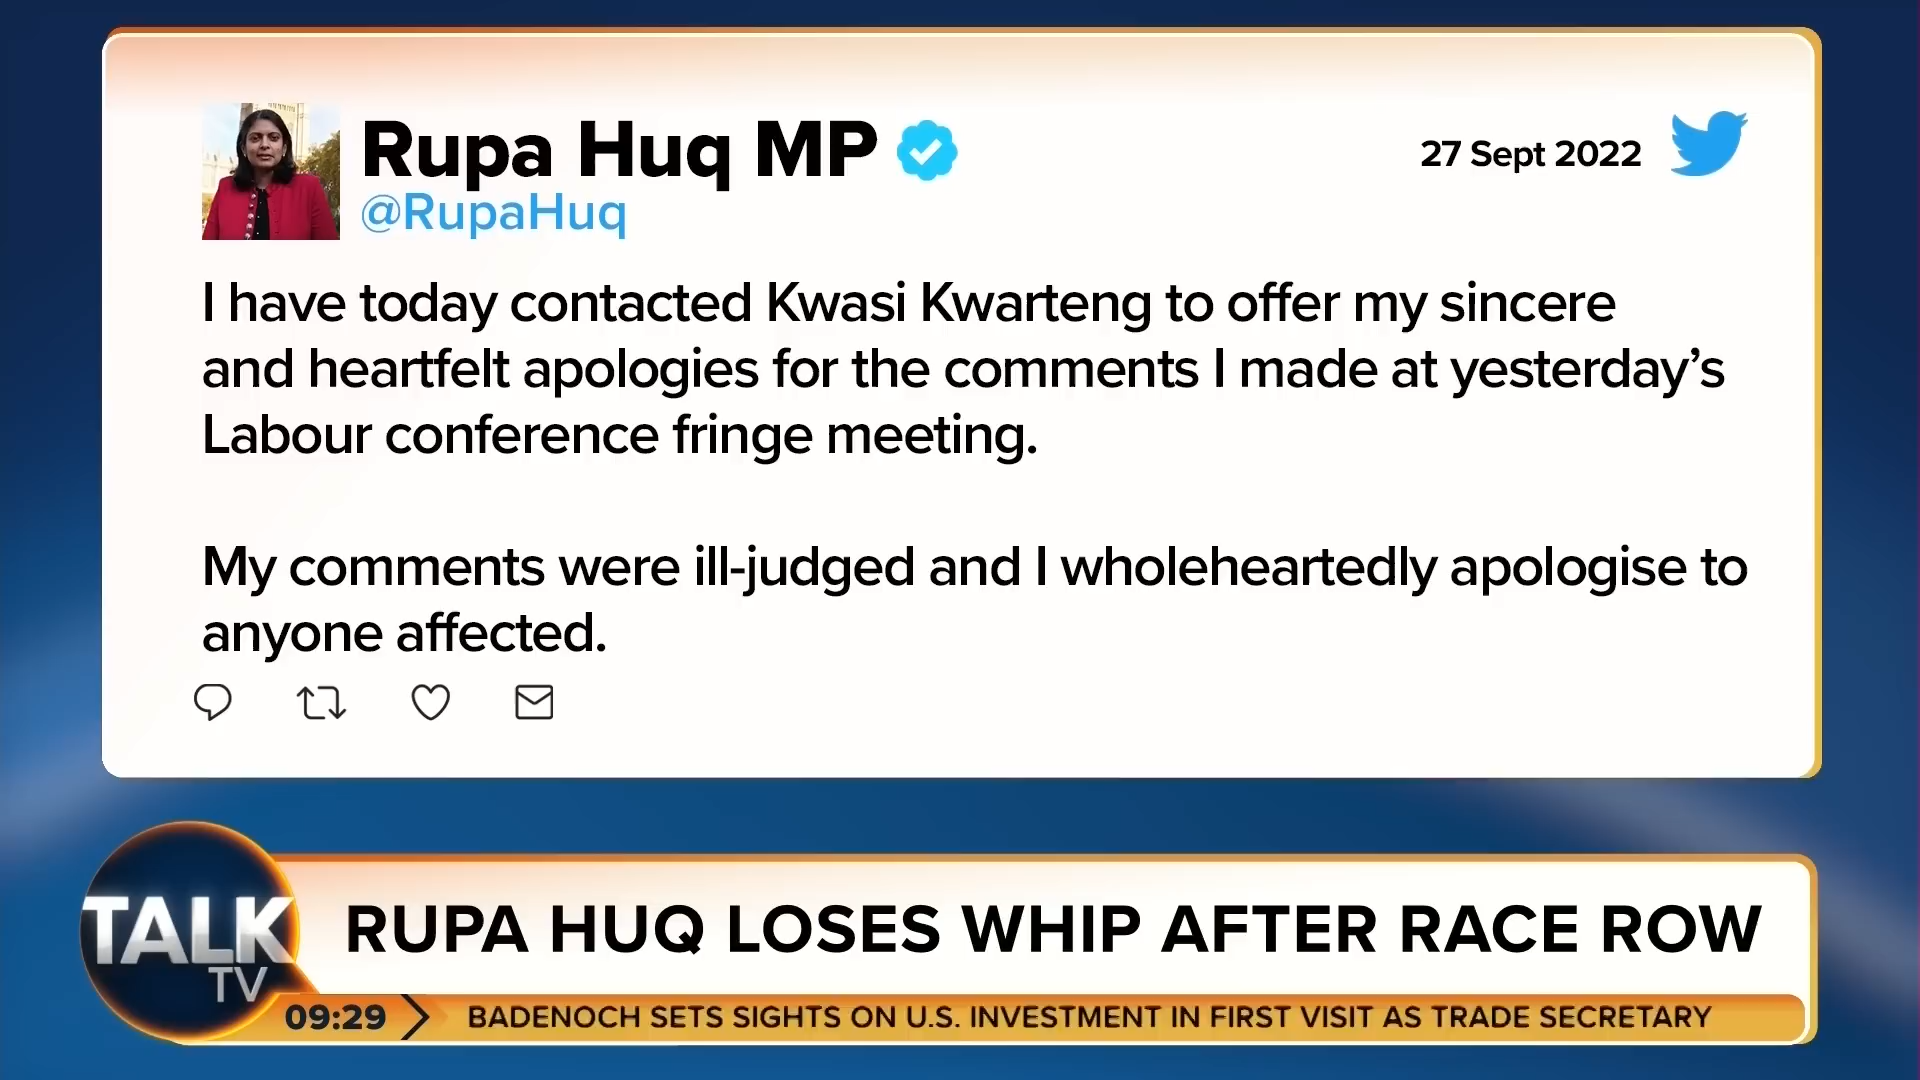 Rupa Huq MP
@RupaHuq
27 Sept 2022
I have today contacted Kwasi Kwarteng to offer my sincere
and heartfelt apologies for the comments I made at yesterday’s
Labour conference fringe meeting.
My comments were ill-judged and I wholeheartedly apologise to
anyone affected.
TALK
TV
RUPA HUQ LOSES WHIP AFTER RACE ROW
09:29
BADENOCH SETS SIGHTS ON U.S. INVESTMENT IN FIRST VISIT AS TRADE SECRETARY